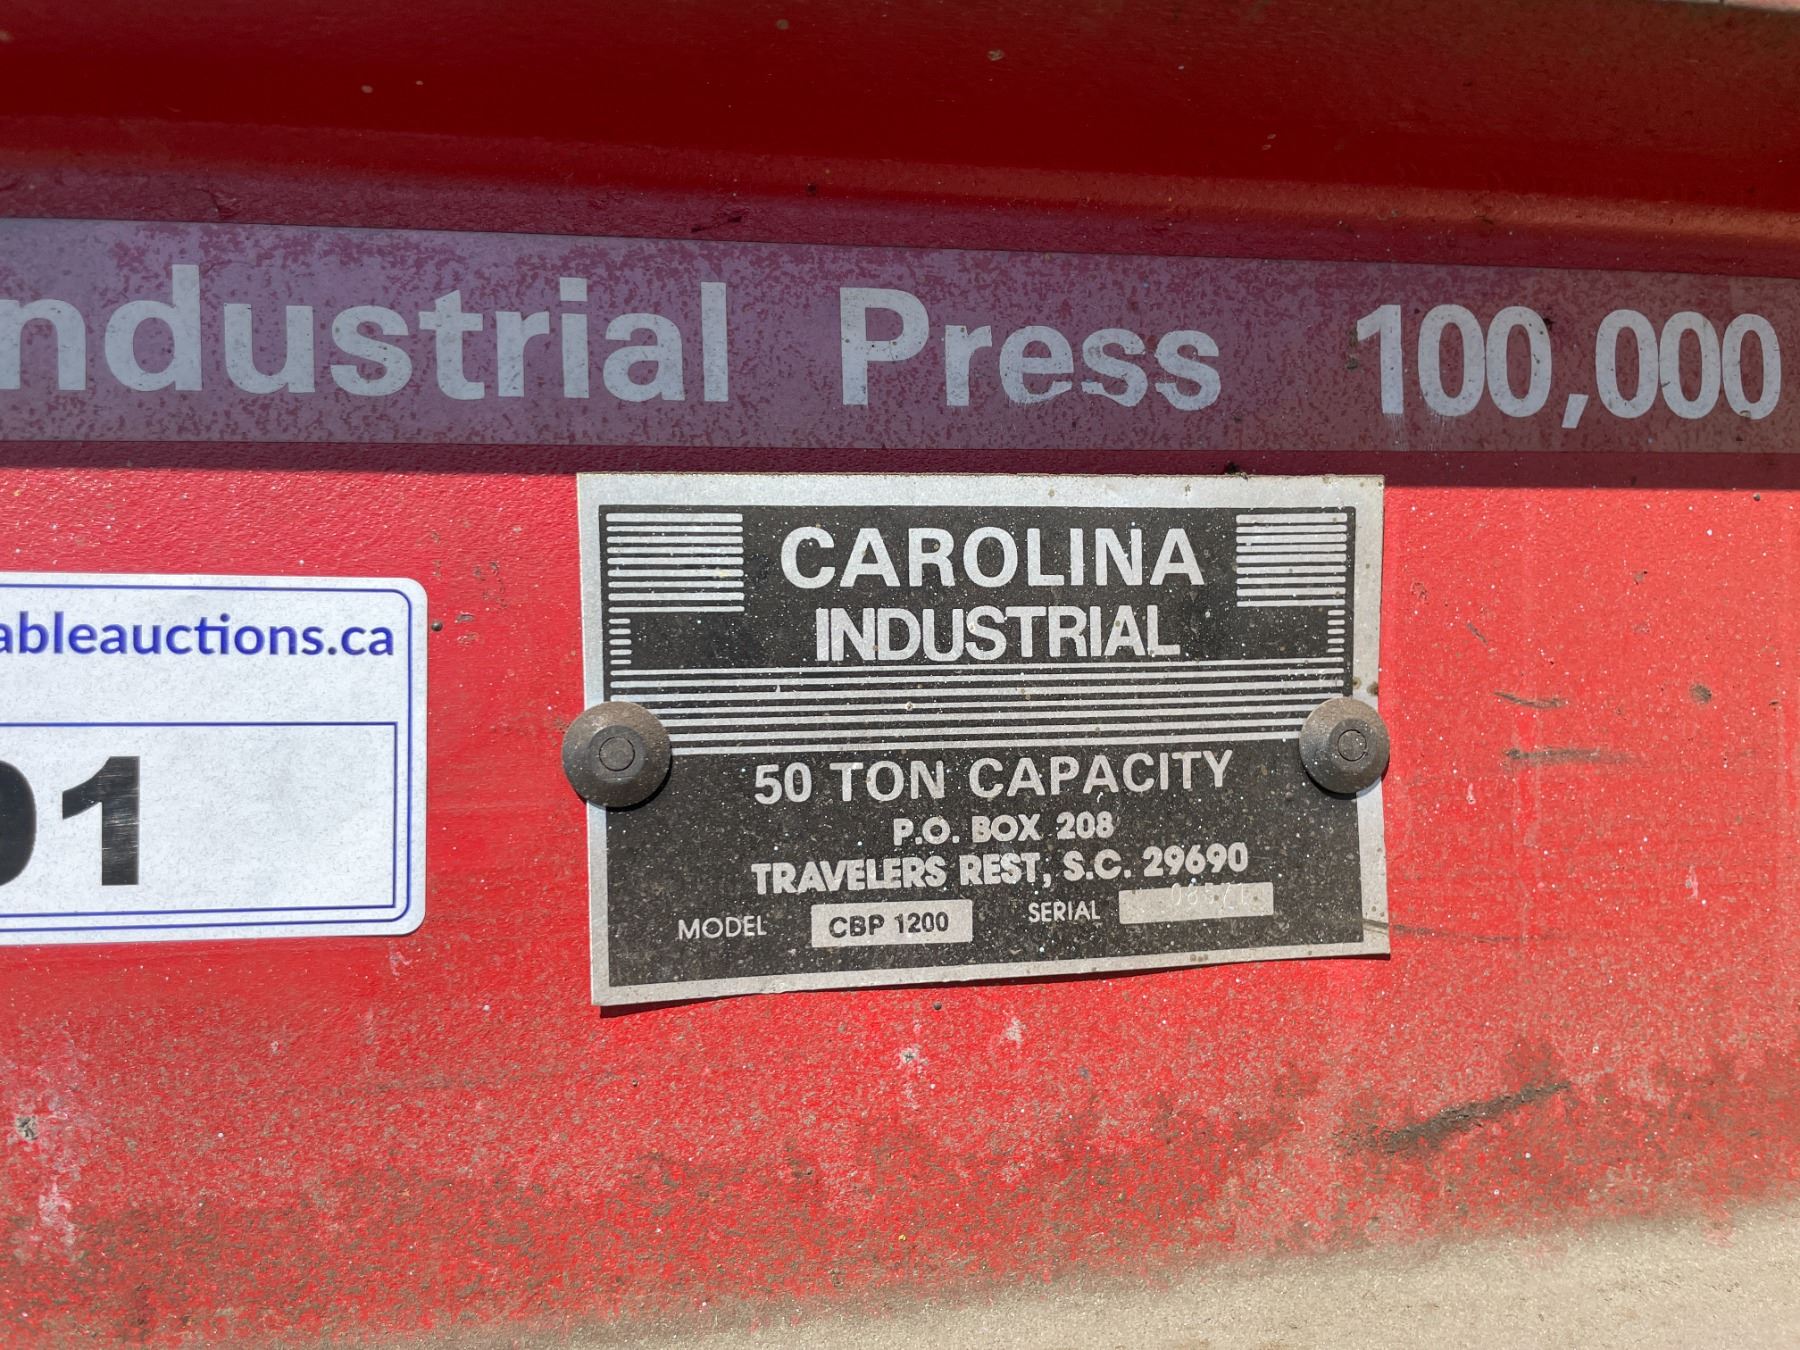 ndustrial Press 100,000
CAROLINA
INDUSTRIAL
50 TON CAPACITY
P.O. BOX 208
TRAVELERS REST, S.C. 29690
MODEL CBP 1200 SERIAL
ableauctions.ca
01